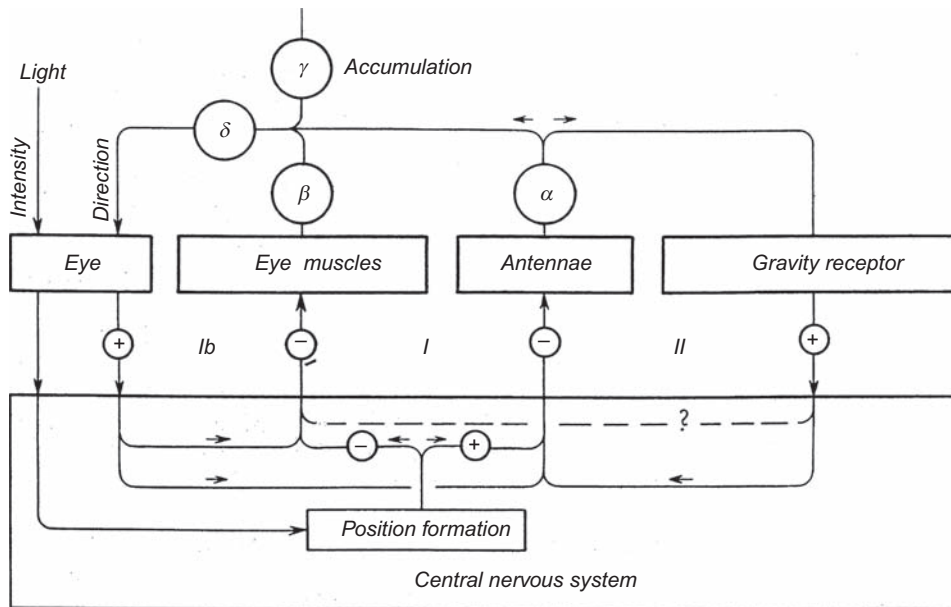 γ
Accumulation
Light
δ
Intensity
Direction
β
α
Eye
Eye muscles
Antennae
Gravity receptor
+
Ib
−
I
−
II
+
?
−
+
Position formation
Central nervous system